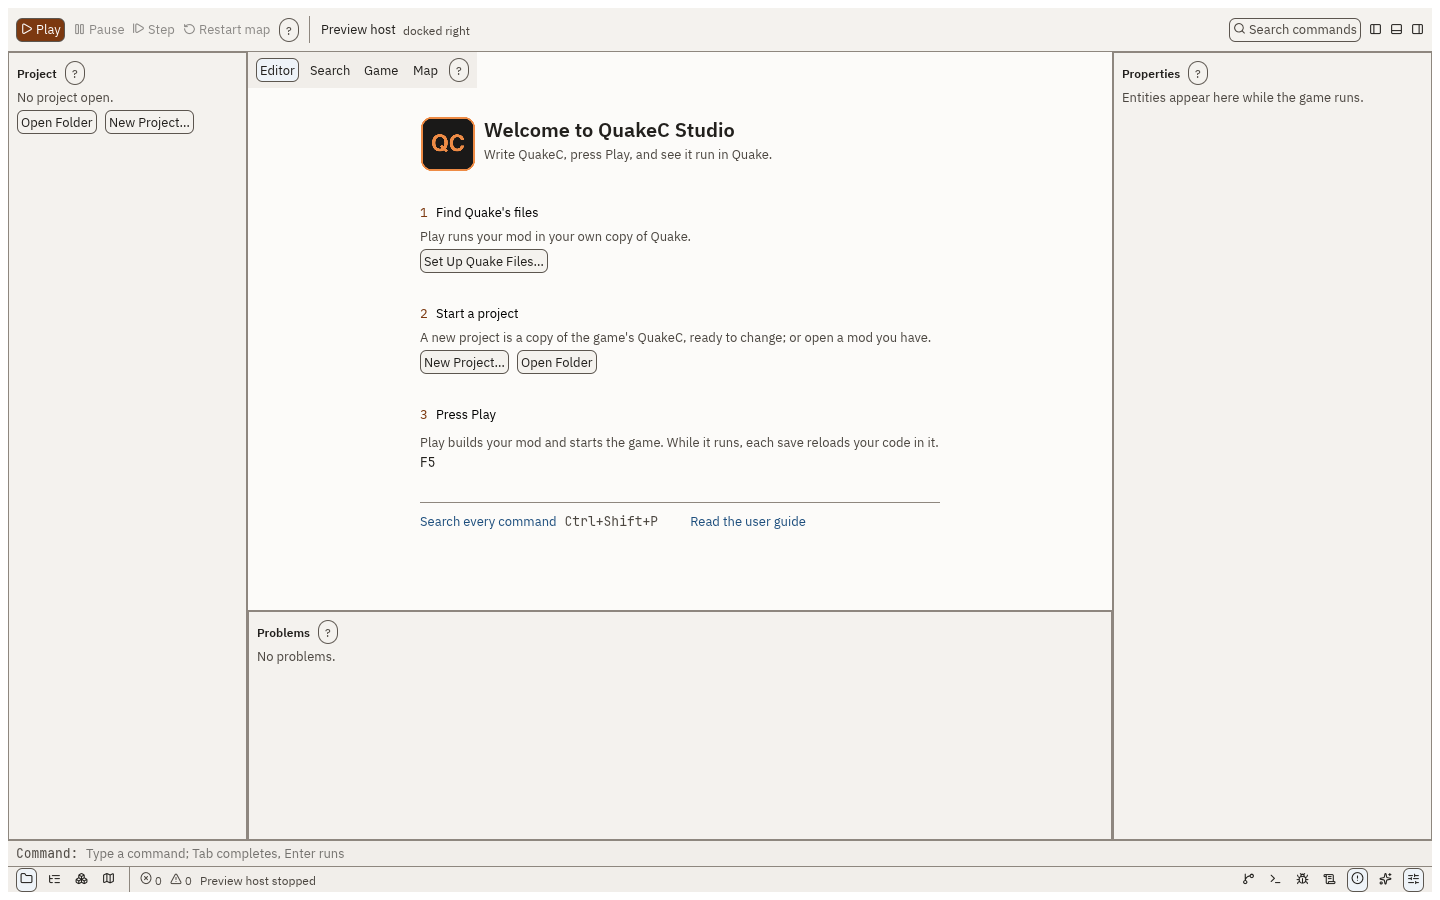 Play Pause Step Restart map ? Preview host docked right Search commands
Project ?
No project open.
Open Folder New Project...
Editor Search Game Map ?
QC
Welcome to QuakeC Studio
Write QuakeC, press Play, and see it run in Quake.
1 Find Quake's files
Play runs your mod in your own copy of Quake.
Set Up Quake Files...
2 Start a project
A new project is a copy of the game's QuakeC, ready to change; or open a mod you have.
New Project... Open Folder
3 Press Play
Play builds your mod and starts the game. While it runs, each save reloads your code in it.
F5
Search every command Ctrl+Shift+P Read the user guide
Problems ?
No problems.
Properties ?
Entities appear here while the game runs.
Command: Type a command; Tab completes, Enter runs
0 0 Preview host stopped